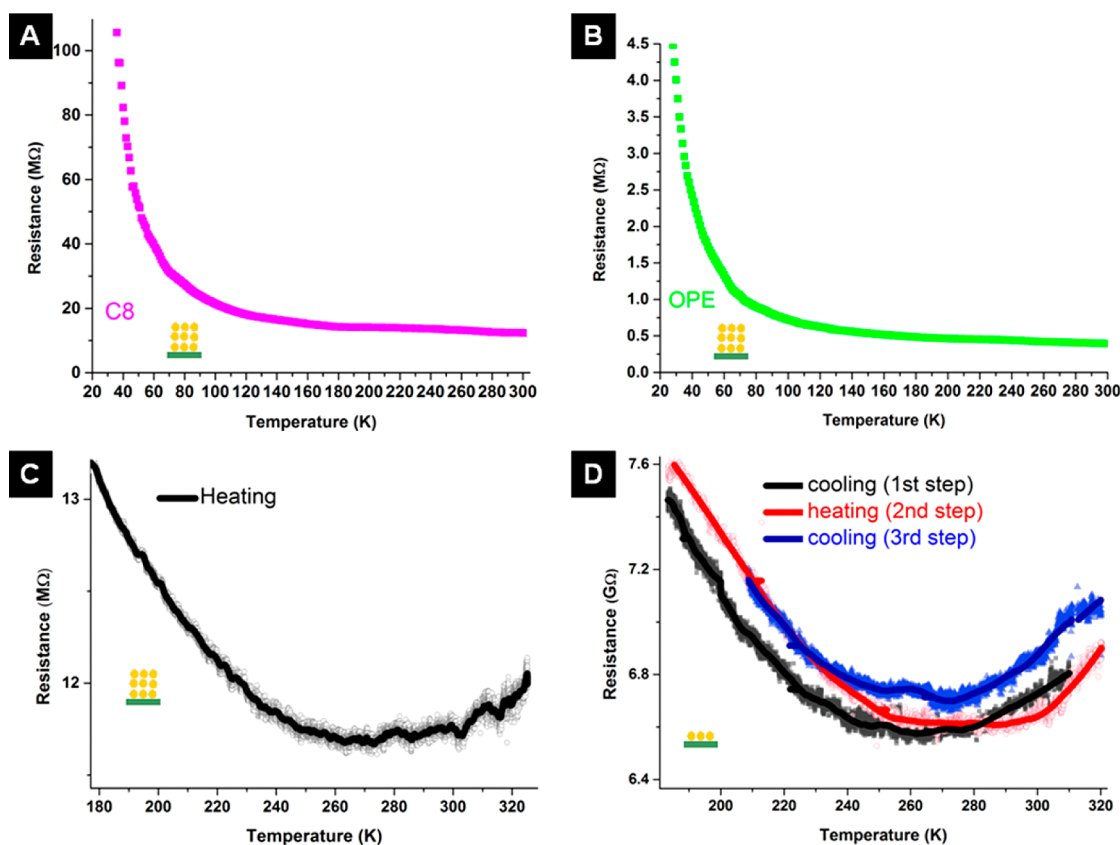 A
Resistance (MΩ)
100
80
60
40
20
0
C8
20 40 60 80 100 120 140 160 180 200 220 240 260 280 300
Temperature (K)
B
Resistance (MΩ)
4.5
4.0
3.5
3.0
2.5
2.0
1.5
1.0
0.5
0.0
OPE
20 40 60 80 100 120 140 160 180 200 220 240 260 280 300
Temperature (K)
C
Resistance (MΩ)
13
12
Heating
180 200 220 240 260 280 300 320
Temperature (K)
D
Resistance (GΩ)
7.6
7.2
6.8
6.4
cooling (1st step)
heating (2nd step)
cooling (3rd step)
200 220 240 260 280 300 320
Temperature (K)